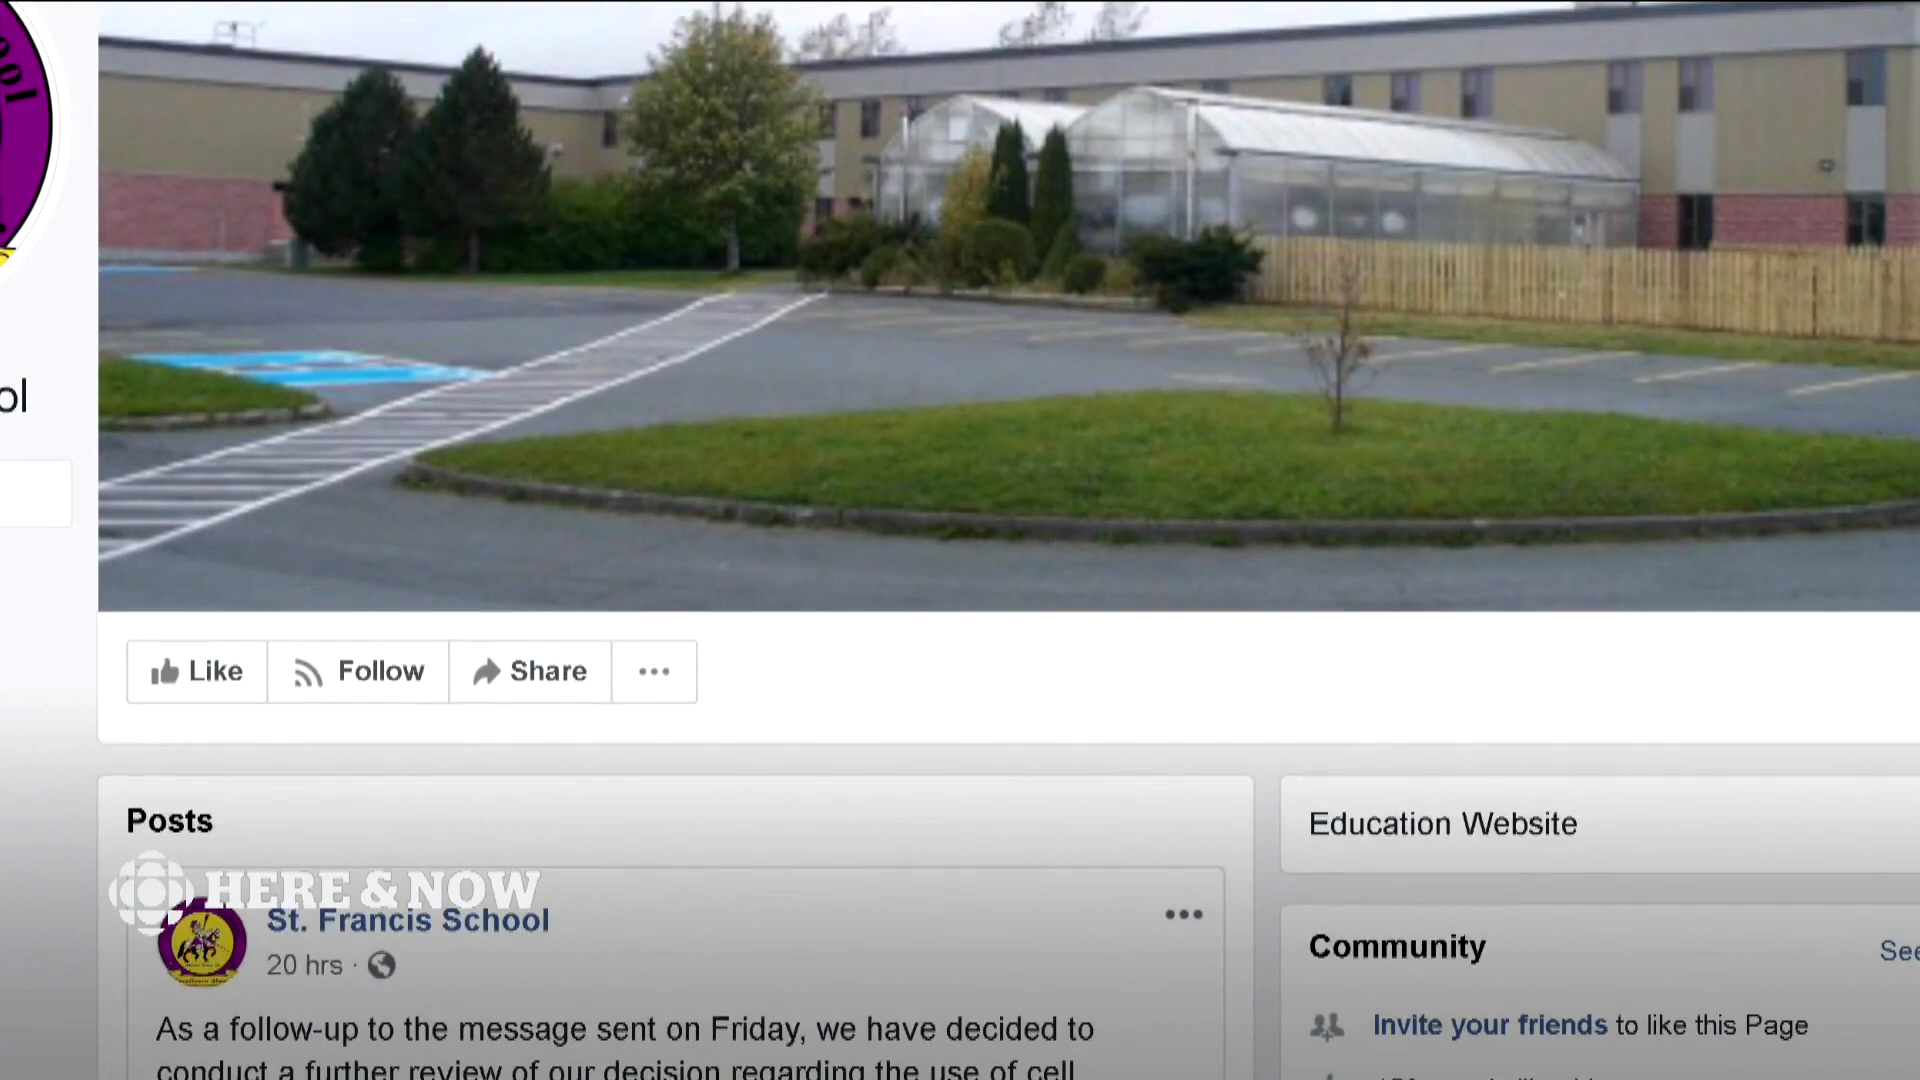 ool
ol
Like
Follow
Share
Posts
Education Website
HERE & NOW
St. Francis School
20 hrs
Community
See
Invite your friends to like this Page
As a follow-up to the message sent on Friday, we have decided to
conduct a further review of our decision regarding the use of cell